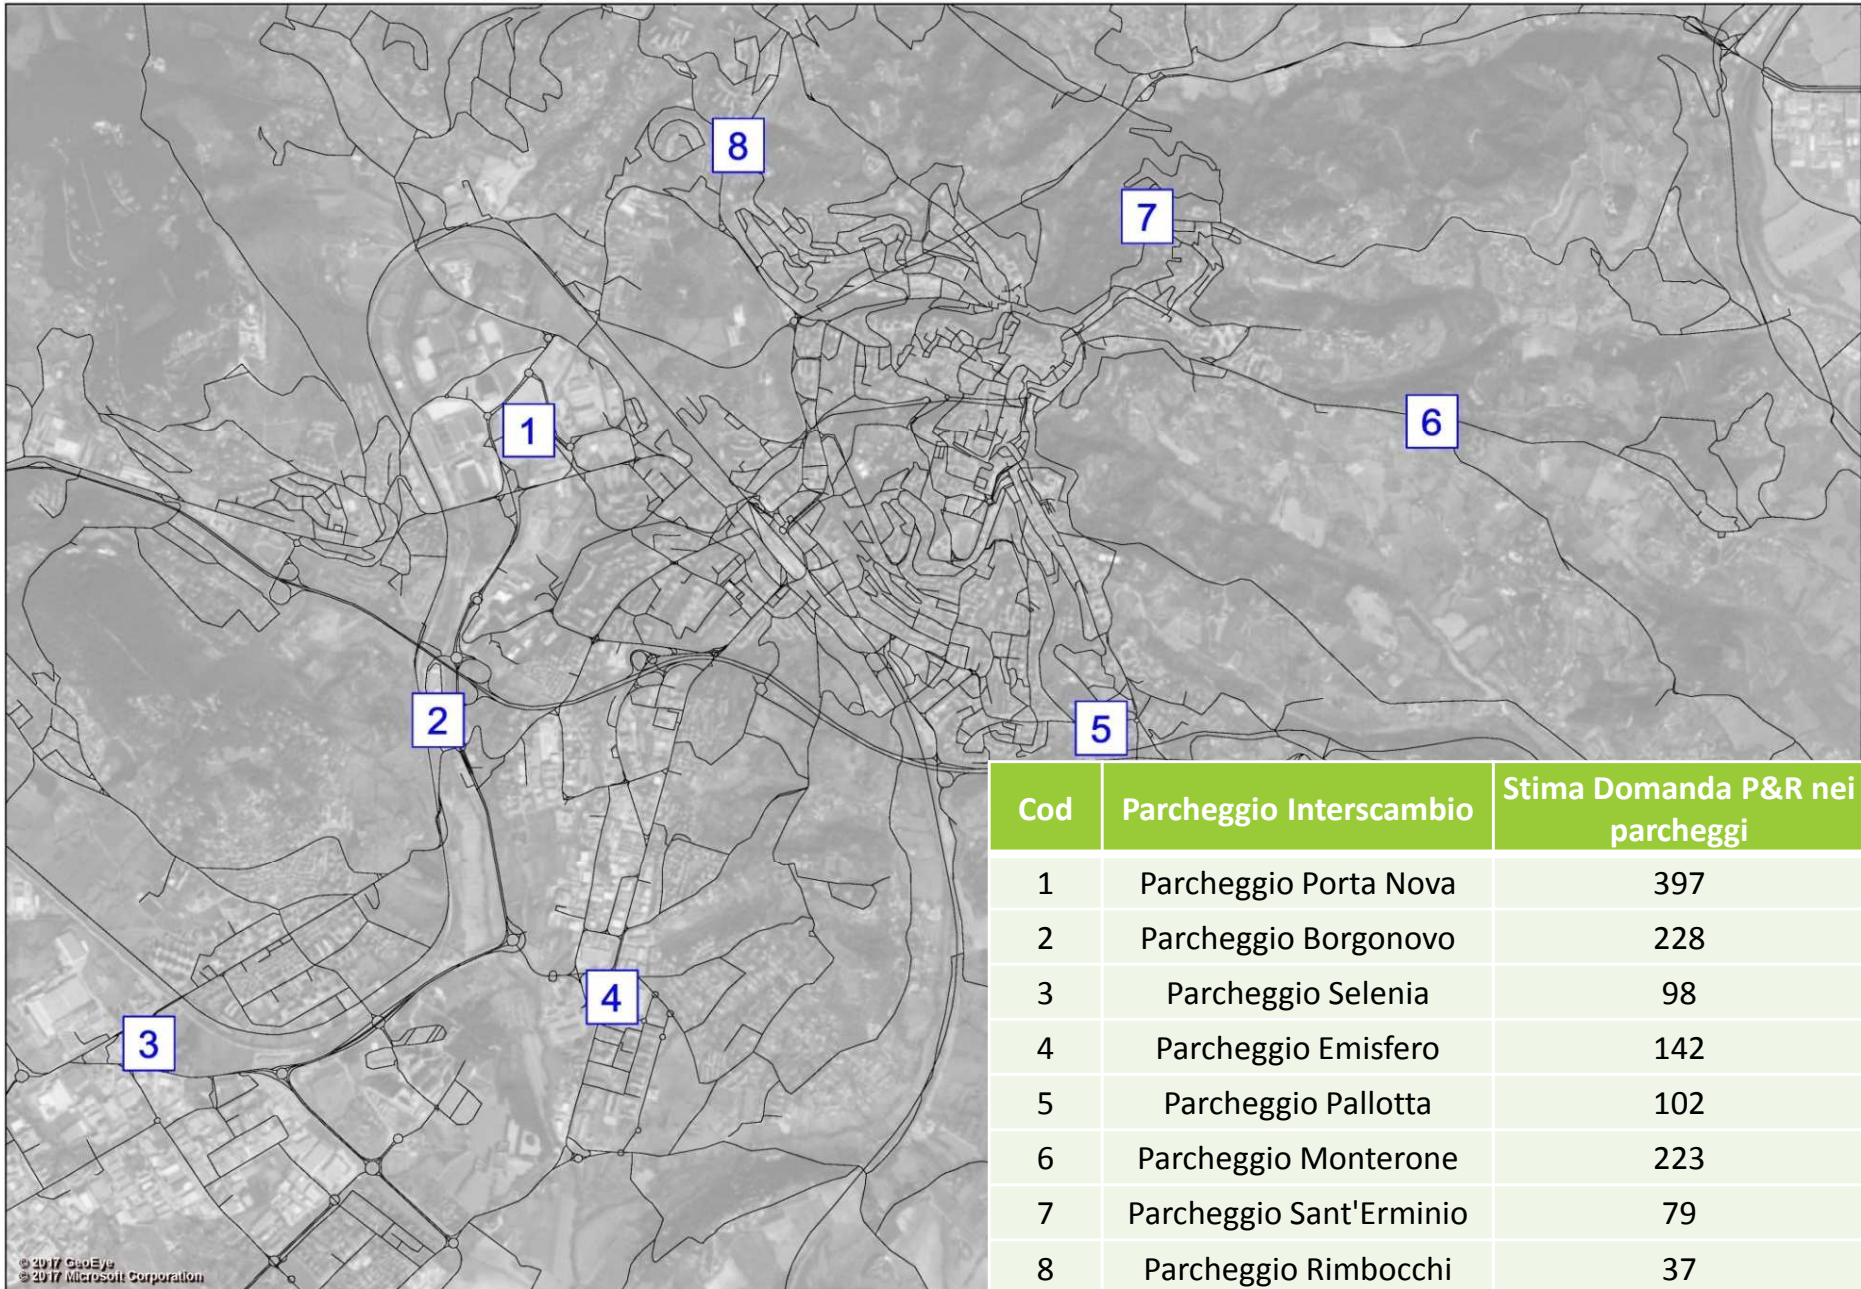 8
7
1
6
2
5
4
3
Cod Parcheggio Interscambio Stima Domanda P&R nei
parcheggi
1 Parcheggio Porta Nova 397
2 Parcheggio Borgonovo 228
3 Parcheggio Selenia 98
4 Parcheggio Emisfero 142
5 Parcheggio Pallotta 102
6 Parcheggio Monterone 223
7 Parcheggio Sant'Erminio 79
8 Parcheggio Rimbocchi 37
© 2017 GeoEye
© 2017 Microsoft Corporation